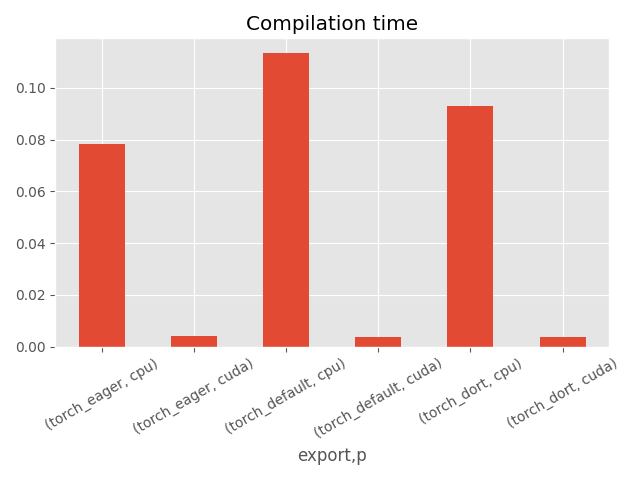 Compilation time
0.10
0.08
0.06
0.04
0.02
0.00
(torch_eager, cpu)
(torch_eager, cuda)
(torch_default, cpu)
(torch_default, cuda)
(torch_dort, cpu)
(torch_dort, cuda)
export,p